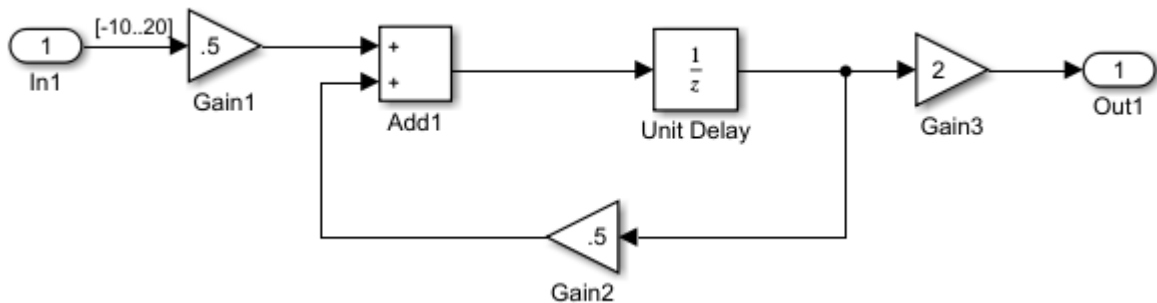 [-10..20]
1
In1
.5
Gain1
+
+
Add1
1
z
Unit Delay
2
Gain3
1
Out1
.5
Gain2